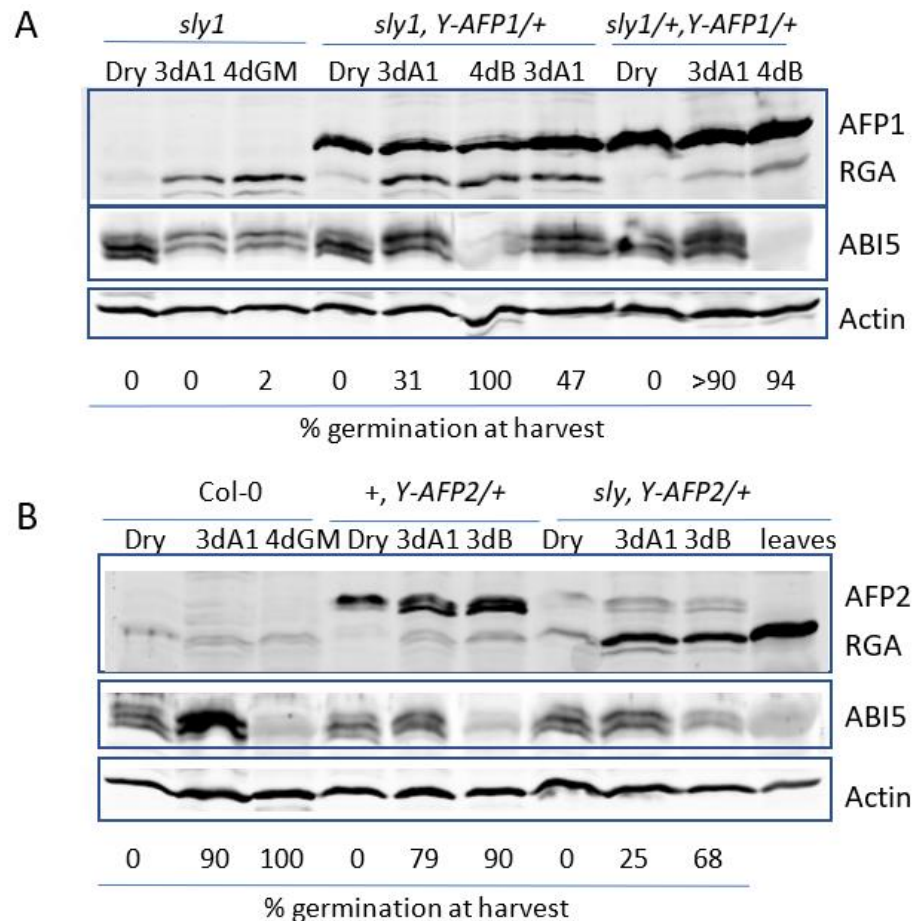 A
sly1 sly1, Y-AFP1/+ sly1/+,Y-AFP1/+
Dry 3dA1 4dGM Dry 3dA1 4dB 3dA1 Dry 3dA1 4dB
AFP1
RGA
ABI5
Actin
0 0 2 0 31 100 47 0 >90 94
% germination at harvest
B
Col-0 +, Y-AFP2/+ sly, Y-AFP2/+
Dry 3dA1 4dGM Dry 3dA1 3dB Dry 3dA1 3dB leaves
AFP2
RGA
ABI5
Actin
0 90 100 0 79 90 0 25 68
% germination at harvest